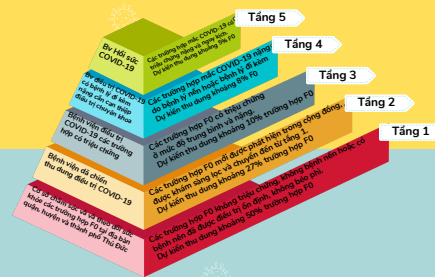 Tầng 5
Bv Hồi sức
COVID-19
Các trường hợp mắc COVID-19 có
triệu chứng nặng và nguy kịch.
Dự kiến thu dung khoảng 5% F0
Tầng 4
Bv điều trị COVID-19
có bệnh lý đi kèm
nặng cần can thiệp
điều trị chuyên khoa
Các trường hợp mắc COVID-19 nặng
do bệnh lý nền hoặc bệnh lý đi kèm
Dự kiến thu dung khoảng 8% F0
Tầng 3
Bệnh viện điều trị
COVID-19 các trường
hợp có triệu chứng
Các trường hợp F0 có triệu chứng
ở mức độ trung bình và nặng.
Dự kiến thu dung khoảng 10% trường hợp F0
Tầng 2
Bệnh viện dã chiến
thu dung điều trị COVID-19
Các trường hợp F0 mới được phát hiện trong cộng đồng...
được khám sàng lọc và chuyển đến từ tầng 1.
Dự kiến thu dung khoảng 27% trường hợp F0
Tầng 1
Cơ sở chăm sóc và theo dõi sức
khỏe các trường hợp F0 tại địa bàn
quận, huyện và thành phố Thủ Đức
Các trường hợp F0 không triệu chứng, không bệnh nền hoặc có
bệnh nền đã được điều trị ổn định, không béo phì.
Dự kiến thu dung khoảng 50% trường hợp F0